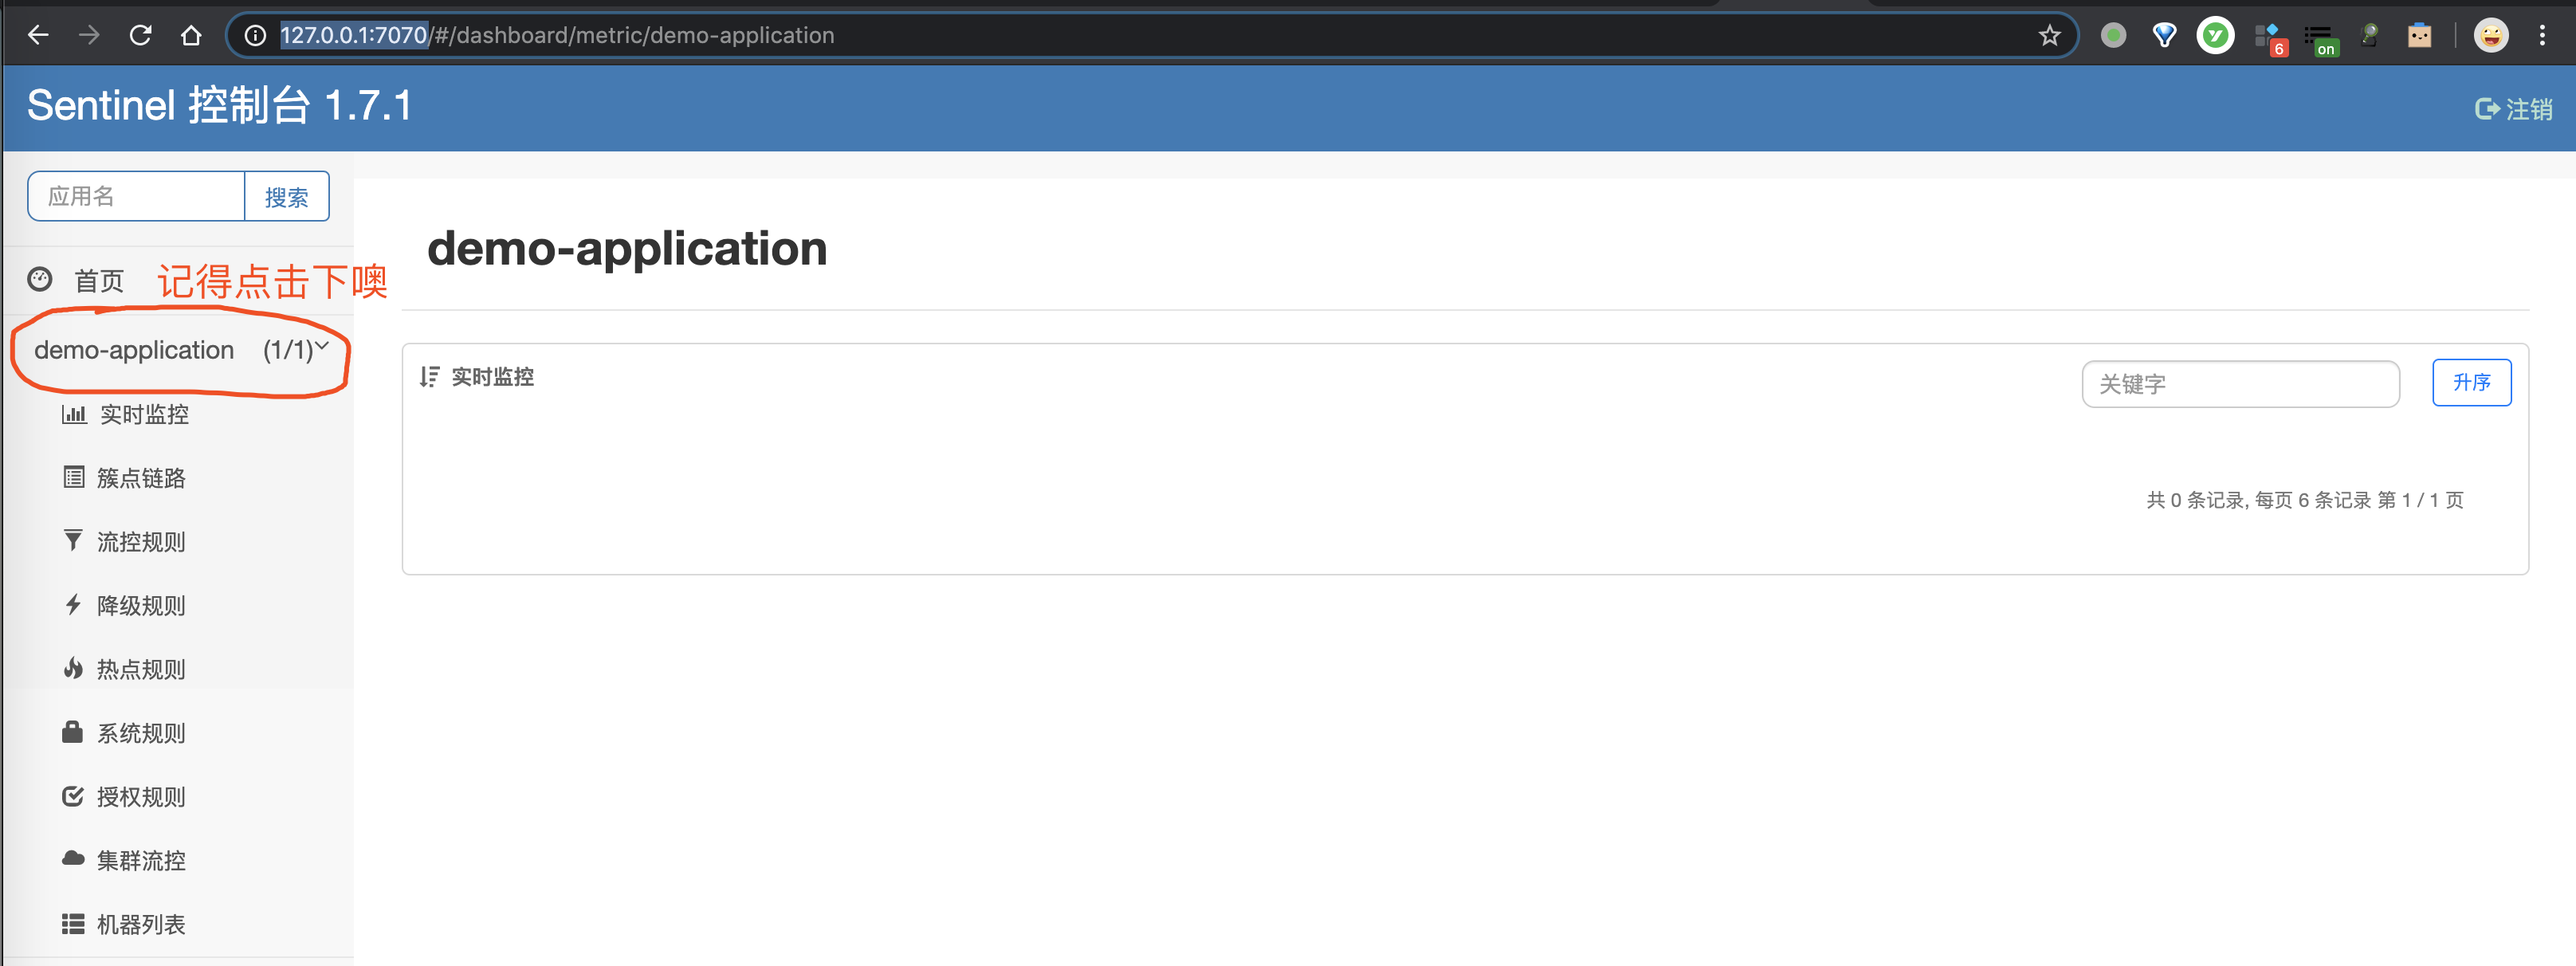 127.0.0.1:7070/#/dashboard/metric/demo-application
6
on
Sentinel 控制台 1.7.1
注销
应用名
搜索
首页
记得点击下噢
demo-application (1/1)
实时监控
簇点链路
流控规则
降级规则
热点规则
系统规则
授权规则
集群流控
机器列表
demo-application
实时监控
关键字
升序
共 0 条记录, 每页 6 条记录 第 1 / 1 页